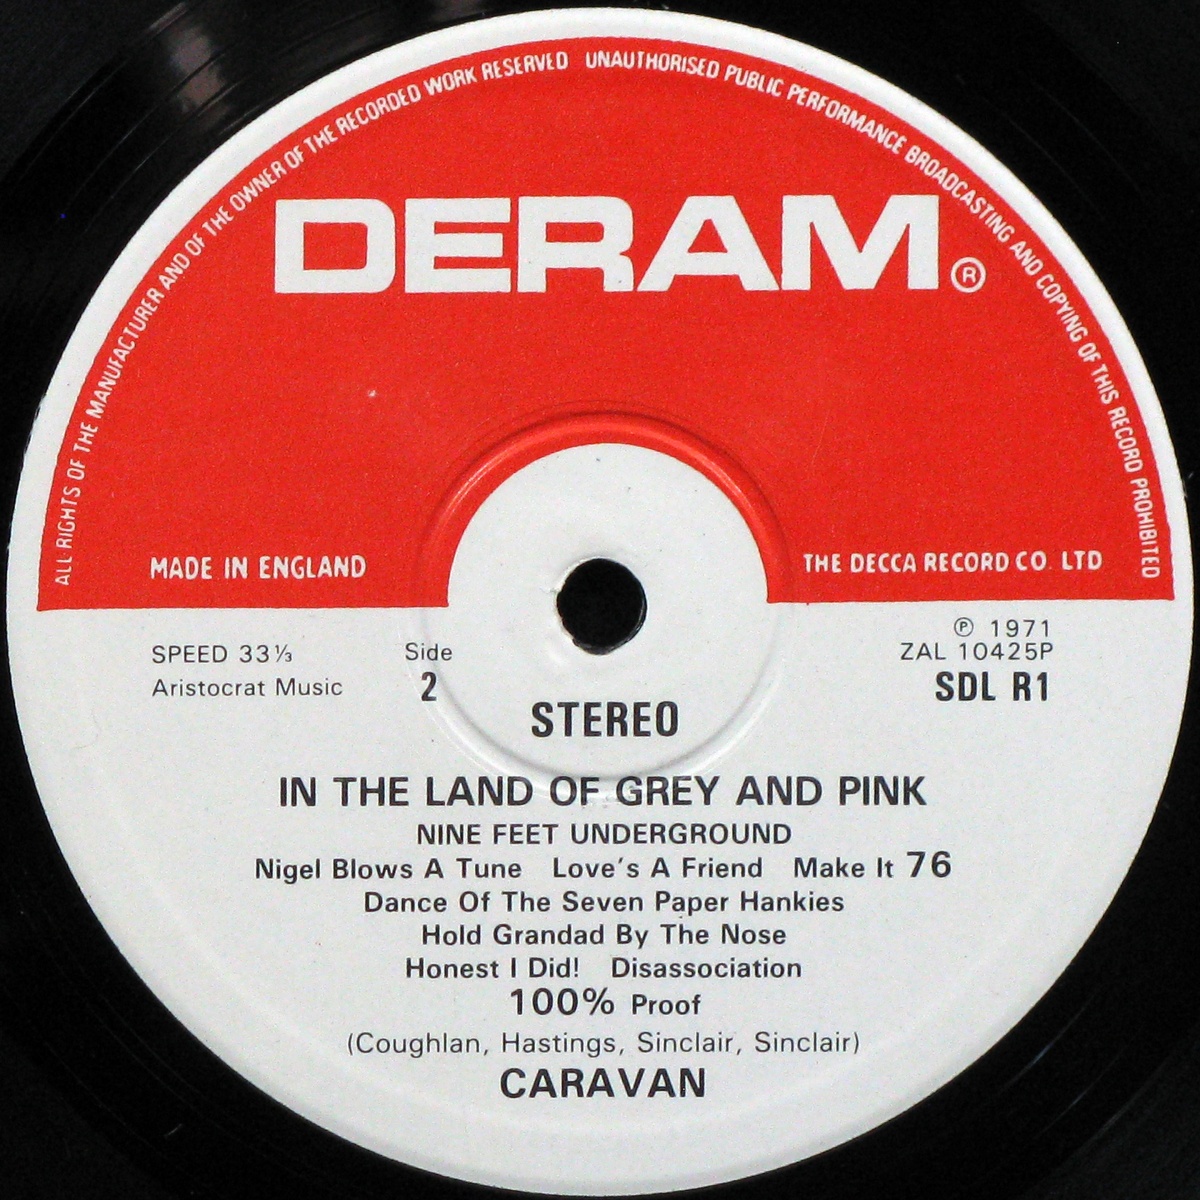 ALL RIGHTS OF THE MANUFACTURER AND OF THE OWNER OF THE RECORDED WORK RESERVED UNAUTHORISED PUBLIC PERFORMANCE BROADCASTING AND COPYING OF THIS RECORD PROHIBITED
DERAM ®
MADE IN ENGLAND
THE DECCA RECORD CO. LTD
SPEED 33⅓
Aristocrat Music
Side
2
℗ 1971
ZAL 10425P
SDL R1
STEREO
IN THE LAND OF GREY AND PINK
NINE FEET UNDERGROUND
Nigel Blows A Tune Love's A Friend Make It 76
Dance Of The Seven Paper Hankies
Hold Grandad By The Nose
Honest I Did! Disassociation
100% Proof
(Coughlan, Hastings, Sinclair, Sinclair)
CARAVAN